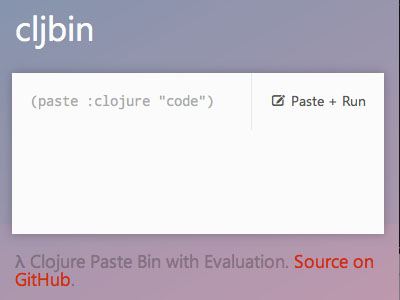 cljbin
(paste :clojure "code")
Paste + Run
λ Clojure Paste Bin with Evaluation. Source on
GitHub.